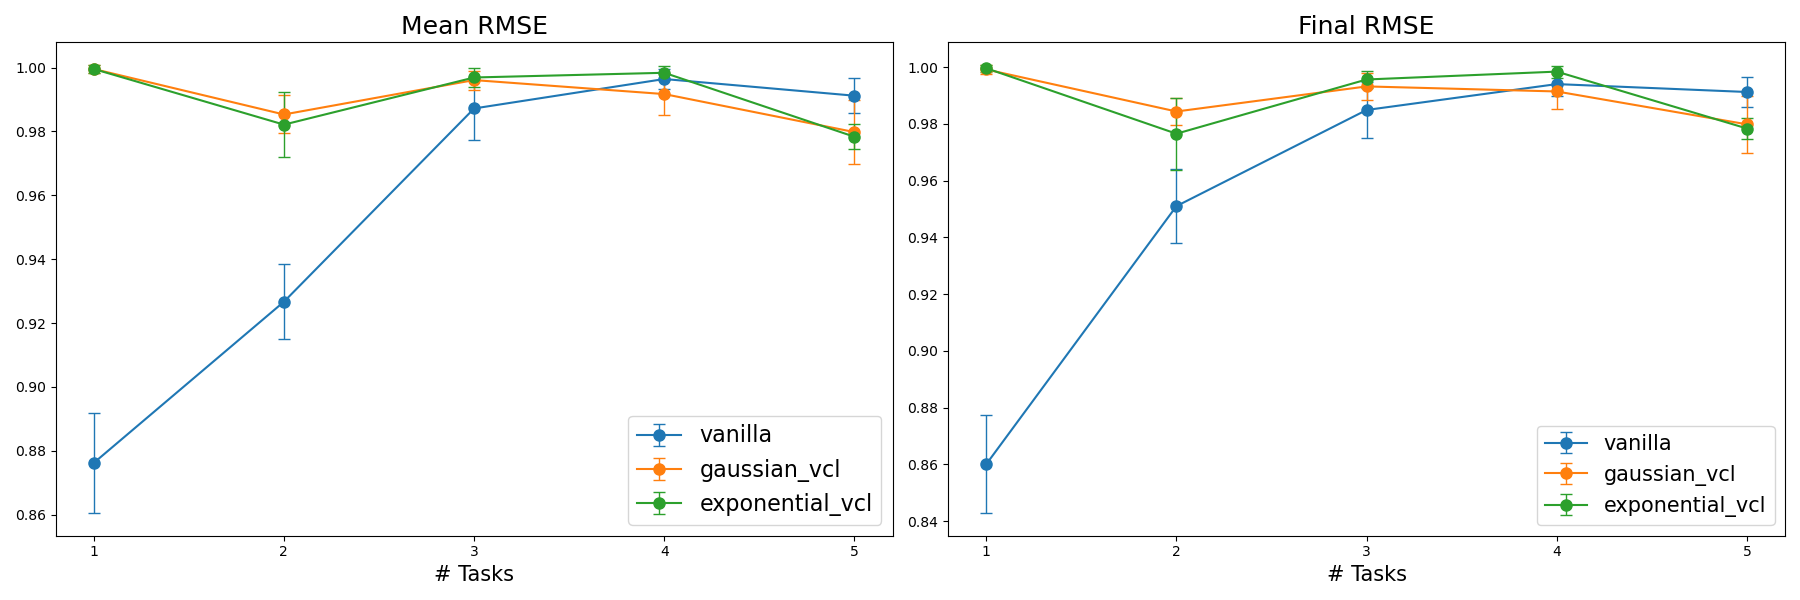 Mean RMSE
1.00
0.98
0.96
0.94
0.92
0.90
0.88
0.86
1 2 3 4 5
# Tasks
vanilla
gaussian_vcl
exponential_vcl
Final RMSE
1.00
0.98
0.96
0.94
0.92
0.90
0.88
0.86
0.84
1 2 3 4 5
# Tasks
vanilla
gaussian_vcl
exponential_vcl